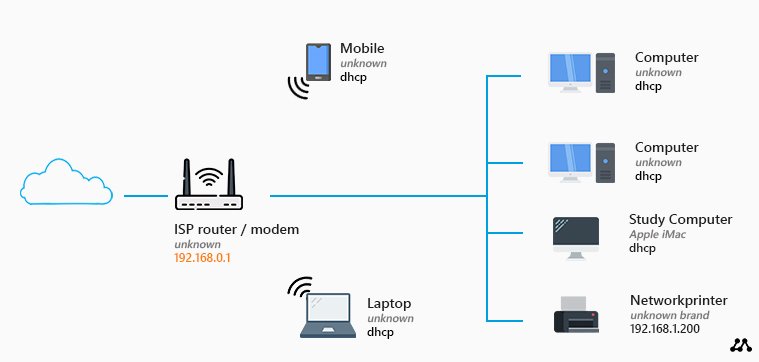 Mobile
unknown
dhcp
Computer
unknown
dhcp
Computer
unknown
dhcp
ISP router / modem
unknown
192.168.0.1
Study Computer
Apple iMac
dhcp
Laptop
unknown
dhcp
Networkprinter
unknown brand
192.168.1.200